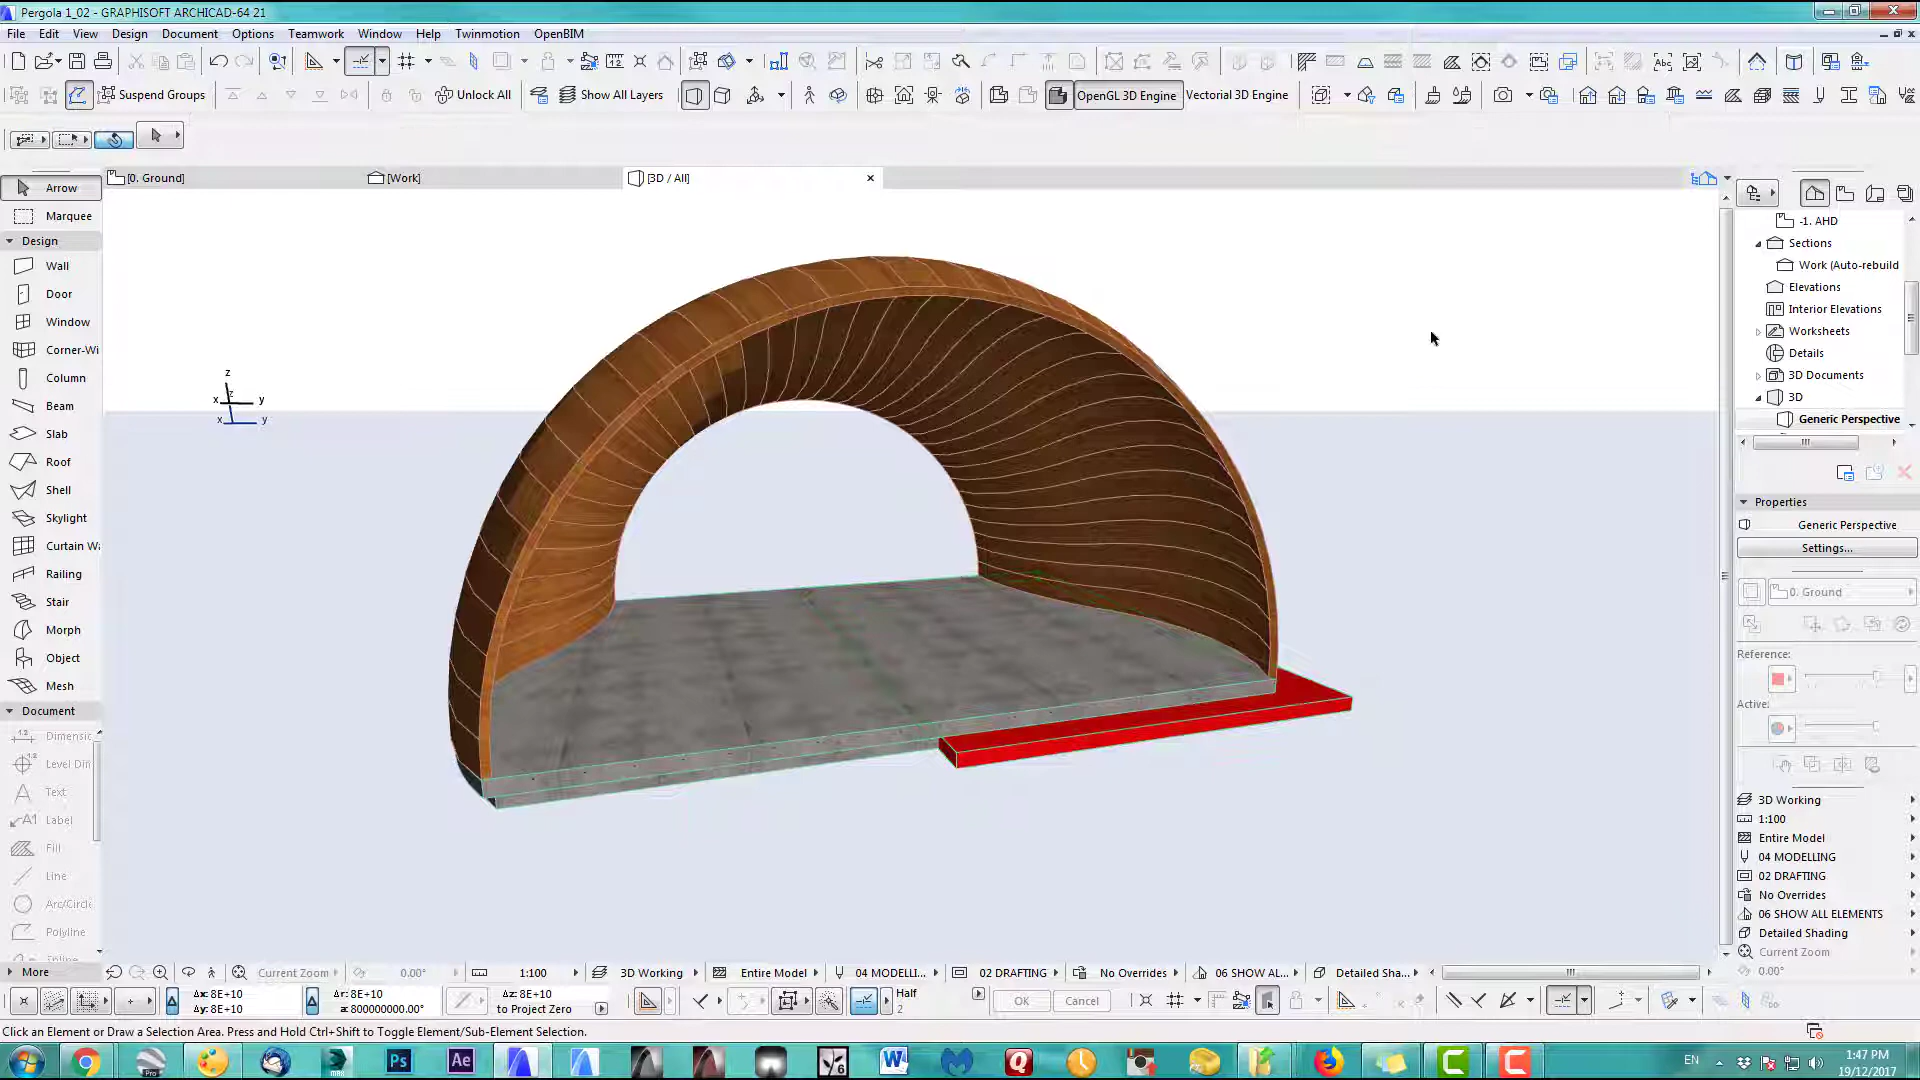 Pergola 1_02 - GRAPHISOFT ARCHICAD-64 21
File Edit View Design Document Options Teamwork Window Help Twinmotion OpenBIM
Suspend Groups Unlock All Show All Layers OpenGL 3D Engine Vectorial 3D Engine
[0. Ground] [Work] [3D / All]
Arrow
Marquee
Design
Wall
Door
Window
Corner-Wi
Column
Beam
Slab
Roof
Shell
Skylight
Curtain Wa
Railing
Stair
Morph
Object
Mesh
Document
Dimensic
Level Din
Text
Label
Fill
Line
Arc/Circle
Polyline
More
z
x y
z
x y
-1. AHD
Sections
Work (Auto-rebuild
Elevations
Interior Elevations
Worksheets
Details
3D Documents
3D
Generic Perspective
Properties
Generic Perspective
Settings...
0. Ground
Reference:
Active:
3D Working
1:100
Entire Model
04 MODELLING
02 DRAFTING
No Overrides
06 SHOW ALL ELEMENTS
Detailed Shading
Current Zoom
0.00°
Current Zoom 0.00° 1:100 3D Working Entire Model 04 MODELLI... 02 DRAFTING No Overrides 06 SHOW AL... Detailed Sha...
Δx: 8E+10 Δr: 8E+10 Δz: 8E+10 Half
Δy: 8E+10 a: 800000000.00° to Project Zero 2
OK Cancel
Click an Element or Draw a Selection Area. Press and Hold Ctrl+Shift to Toggle Element/Sub-Element Selection.
Pro MAX Ps Ae 6 W Q C C
EN
1:47 PM
19/12/2017